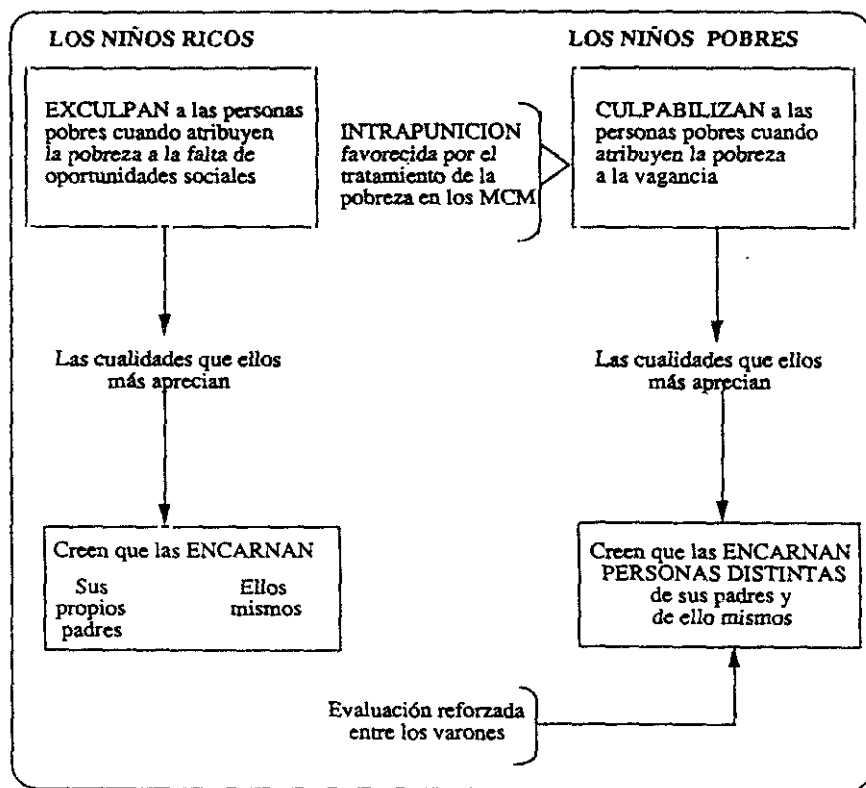 LOS NIÑOS RICOS
EXCULPAN a las personas
pobres cuando atribuyen
la pobreza a la falta de
oportunidades sociales
Las cualidades que ellos
más aprecian
Creen que las ENCARNAN
Sus
propios
padres
Ellos
mismos
INTRAPUNICION
favorecida por el
tratamiento de la
pobreza en los MCM
LOS NIÑOS POBRES
CULPABILIZAN a las
personas pobres cuando
atribuyen la pobreza
a la vagancia
Las cualidades que ellos
más aprecian
Creen que las ENCARNAN
PERSONAS DISTINTAS
de sus padres y
de ello mismos
Evaluación reforzada
entre los varones